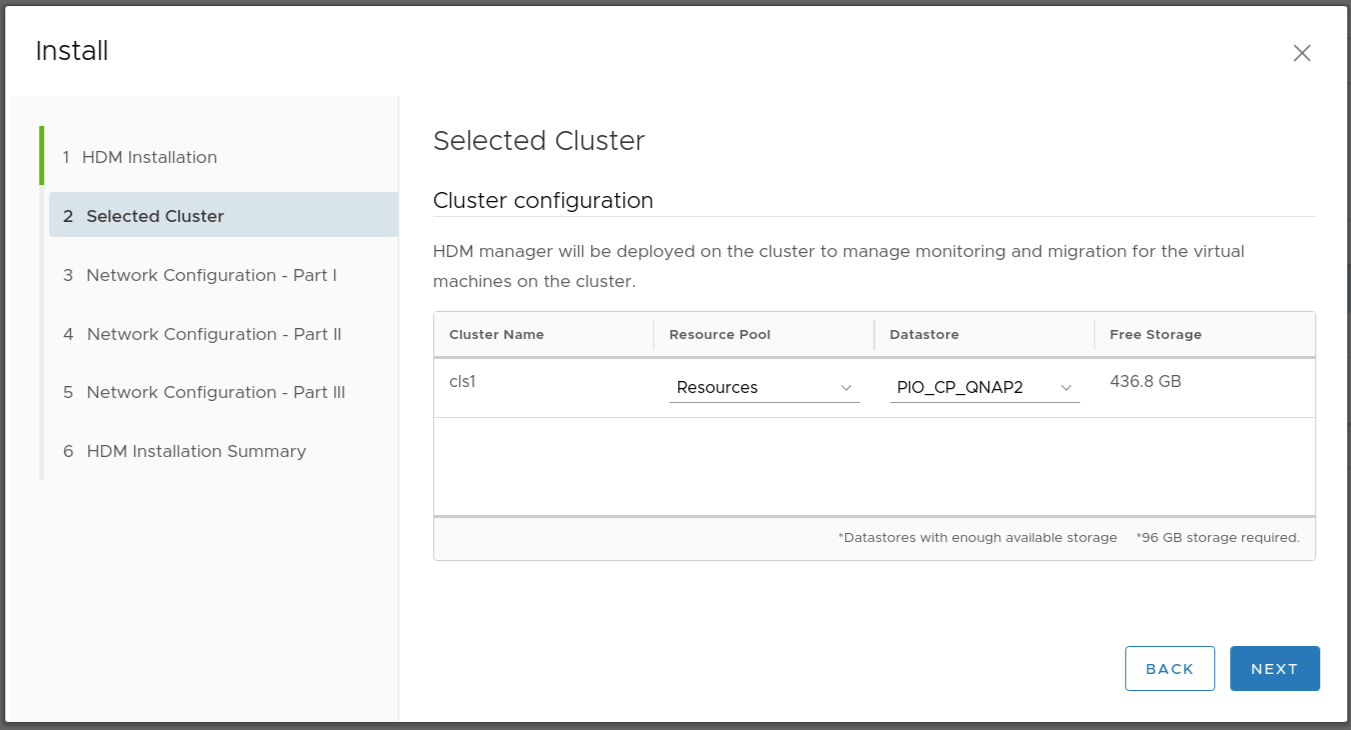 Install
1 HDM Installation
2 Selected Cluster
3 Network Configuration - Part I
4 Network Configuration - Part II
5 Network Configuration - Part III
6 HDM Installation Summary
Selected Cluster
Cluster configuration
HDM manager will be deployed on the cluster to manage monitoring and migration for the virtual
machines on the cluster.
Cluster Name Resource Pool Datastore Free Storage
cls1 Resources PIO_CP_QNAP2 436.8 GB
*Datastores with enough available storage *96 GB storage required.
BACK NEXT